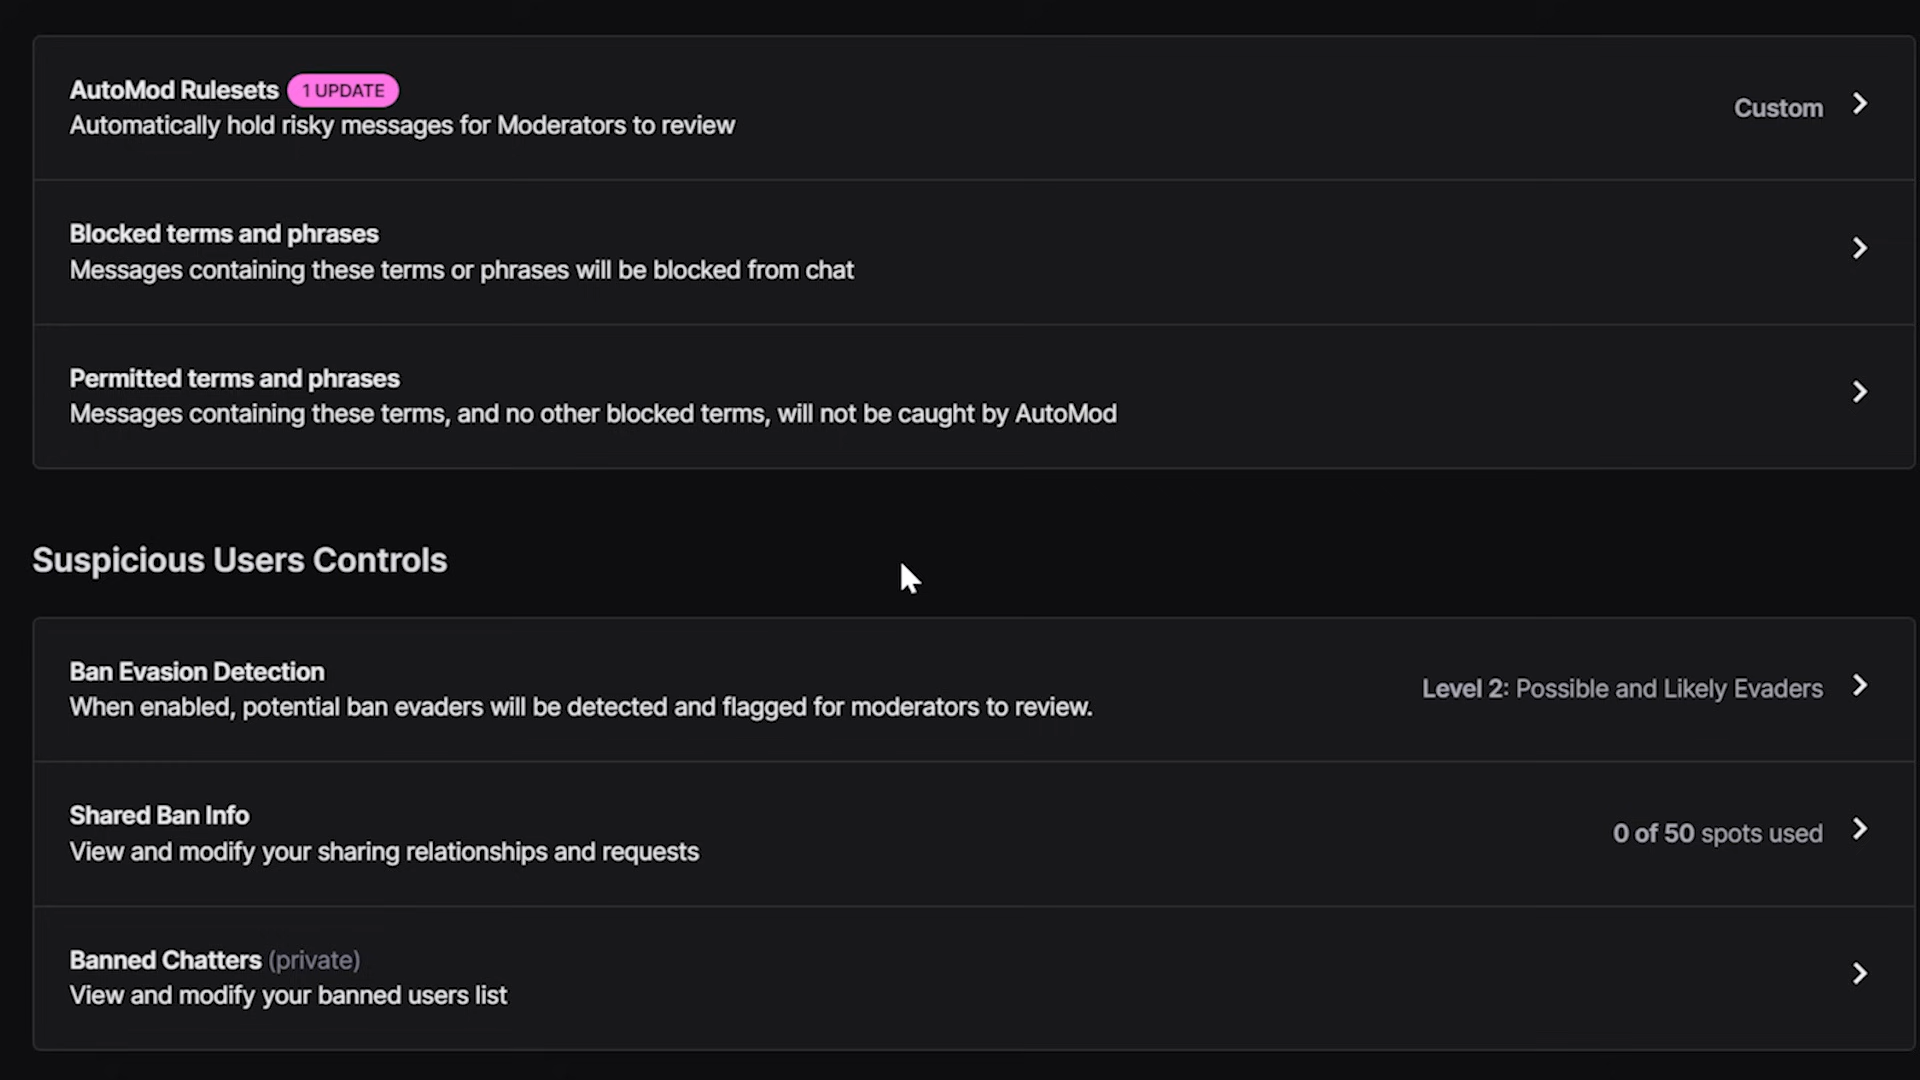 AutoMod Rulesets 1 UPDATE
Automatically hold risky messages for Moderators to review
Custom
Blocked terms and phrases
Messages containing these terms or phrases will be blocked from chat
Permitted terms and phrases
Messages containing these terms, and no other blocked terms, will not be caught by AutoMod
Suspicious Users Controls
Ban Evasion Detection
When enabled, potential ban evaders will be detected and flagged for moderators to review.
Level 2: Possible and Likely Evaders
Shared Ban Info
View and modify your sharing relationships and requests
0 of 50 spots used
Banned Chatters (private)
View and modify your banned users list